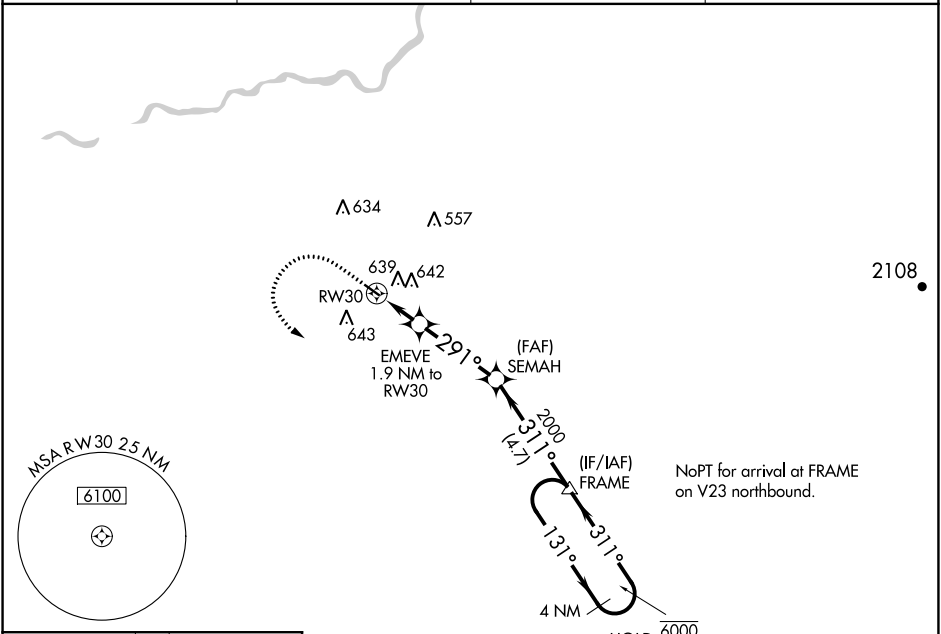 634
557
2108
639
642
RW30
643
EMEVE
1.9 NM to
RW30
291°
(FAF)
SEMAH
2000
311°
(4.7)
(IF/IAF)
FRAME
NoPT for arrival at FRAME
on V23 northbound.
MSA RW30 25 NM
6100
131°
311°
4 NM
6000